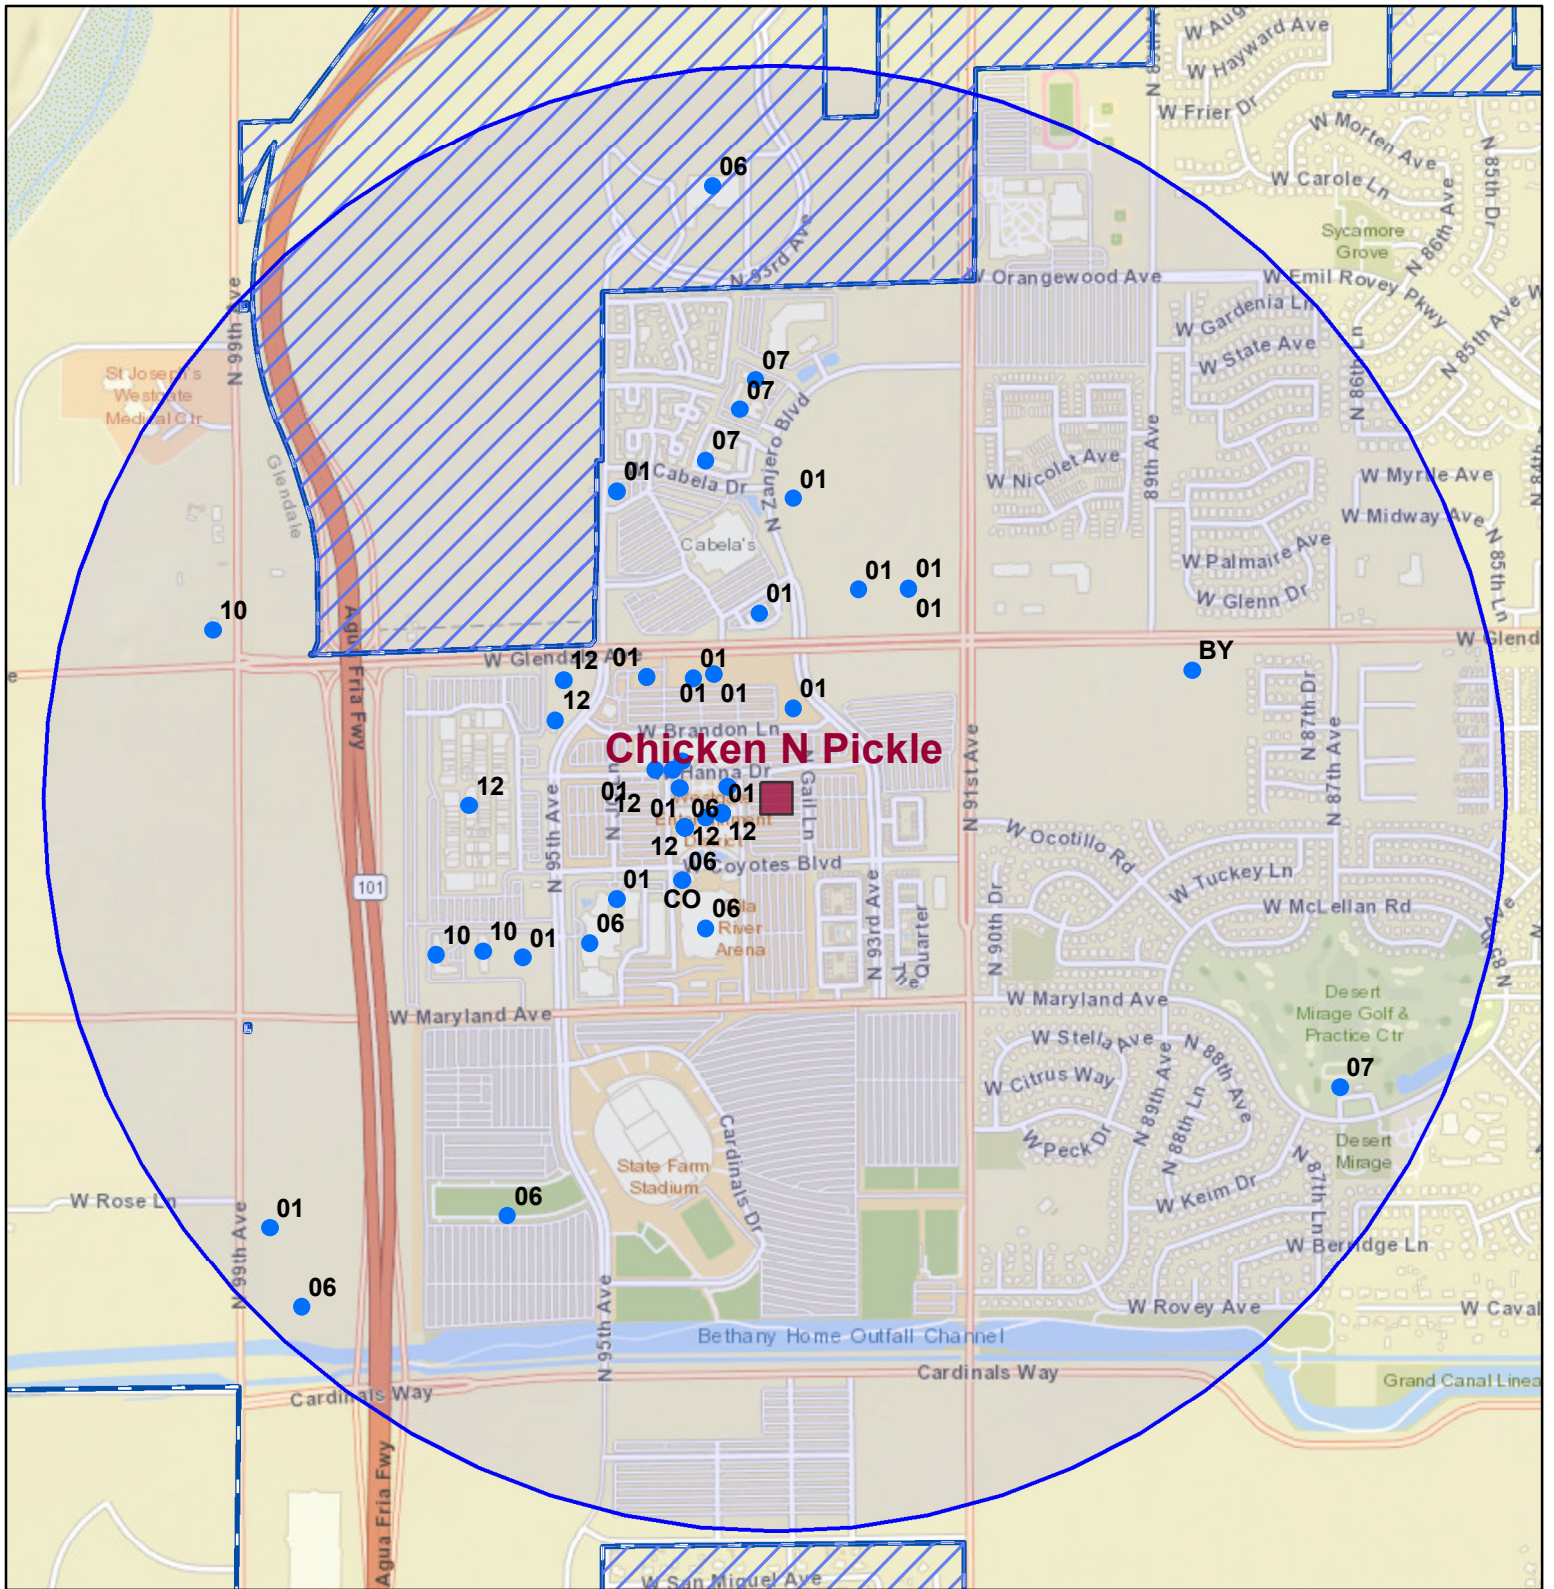 W Hayward Ave
W Frier Dr
W Morten Ave
W Carole Ln
N 85th Dr
N 86th Ave
Sycamore
Grove
06
N 93rd Ave
W Orangewood Ave
W Emil Rovey Pkwy
N 99th Ave
W Gardenia Ln
W State Ave
N 86th Ln
N 85th Ave
St Joseph's
Westgate
Medical Ctr
07
07
07
N Zanjero Blvd
89th Ave
Glendale
01
W Cabela Dr
01
W Nicolet Ave
W Myrtle Ave
W Midway Ave
Cabela's
N 85th Ln
W Palmaire Ave
W Glenn Dr
10
01
01
01
01
Agua Fria Fwy
W Glendale Ave
W Glend
BY
12
01
01
01
01
12
01
W Brandon Ln
N 87th Dr
N 87th Ave
Chicken N Pickle
W Hanna Dr
N Gail Ln
N 91st Ave
12
01
12
01
06
01
Westgate
Entertainment
District
12
12
12
N 95th Ave
W Coyotes Blvd
W Ocotillo Rd
W Tuckey Ln
W McLellan Rd
101
06
CO
01
06
06
River
Arena
N 93rd Ave
The Quarter
N 90th Dr
10
10
01
W Maryland Ave
W Maryland Ave
Desert
Mirage Golf &
Practice Ctr
W Stella Ave
N 88th Ave
W Citrus Way
N 89th Ave
N 88th Ln
07
W Peck Dr
Desert
Mirage
Cardinals Dr
State Farm
Stadium
W Keim Dr
N 87th Ln
W Rose Ln
01
06
N 99th Ave
W Berridge Ln
06
W Rovey Ave
W Caval
Bethany Home Outfall Channel
N 95th Ave
Cardinals Way
Cardinals Way
Grand Canal Linea
Agua Fria Fwy
W San Miguel Ave